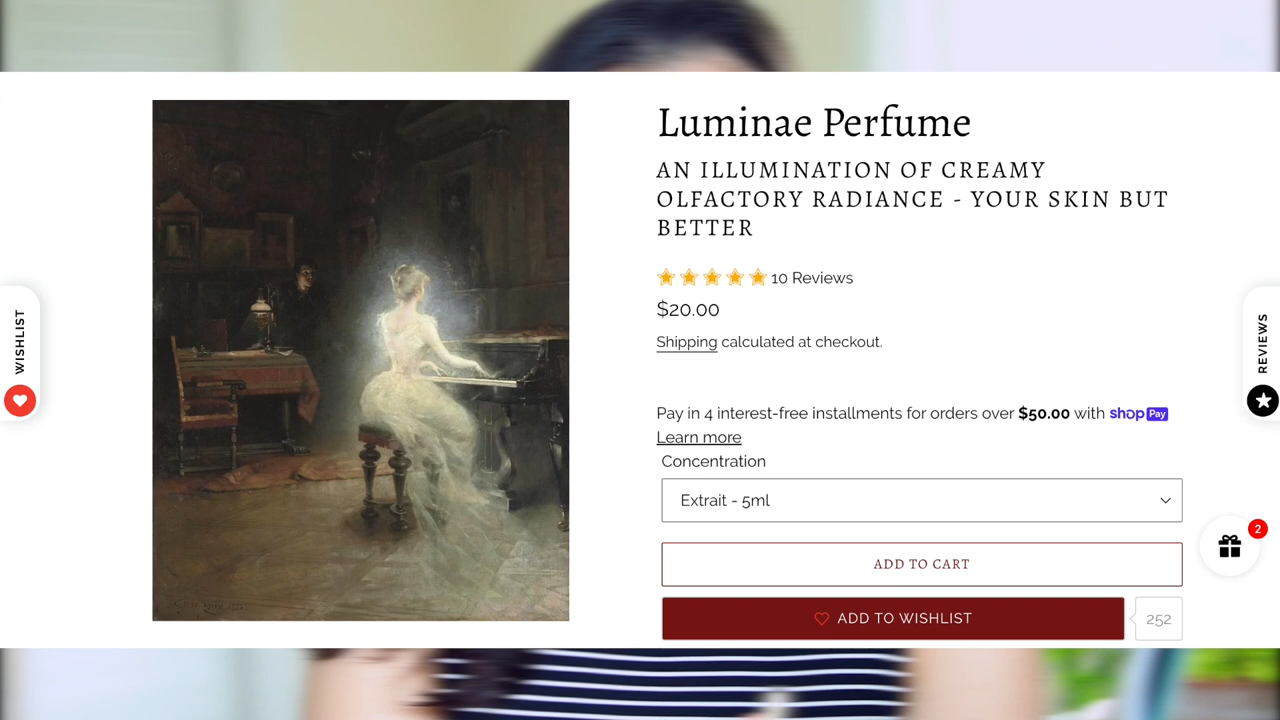 Luminae Perfume
AN ILLUMINATION OF CREAMY
OLFACTORY RADIANCE - YOUR SKIN BUT
BETTER
10 Reviews
$20.00
Shipping calculated at checkout.
Pay in 4 interest-free installments for orders over $50.00 with shop Pay
Learn more
Concentration
Extrait - 5ml
ADD TO CART
ADD TO WISHLIST
252
WISHLIST
REVIEWS
2